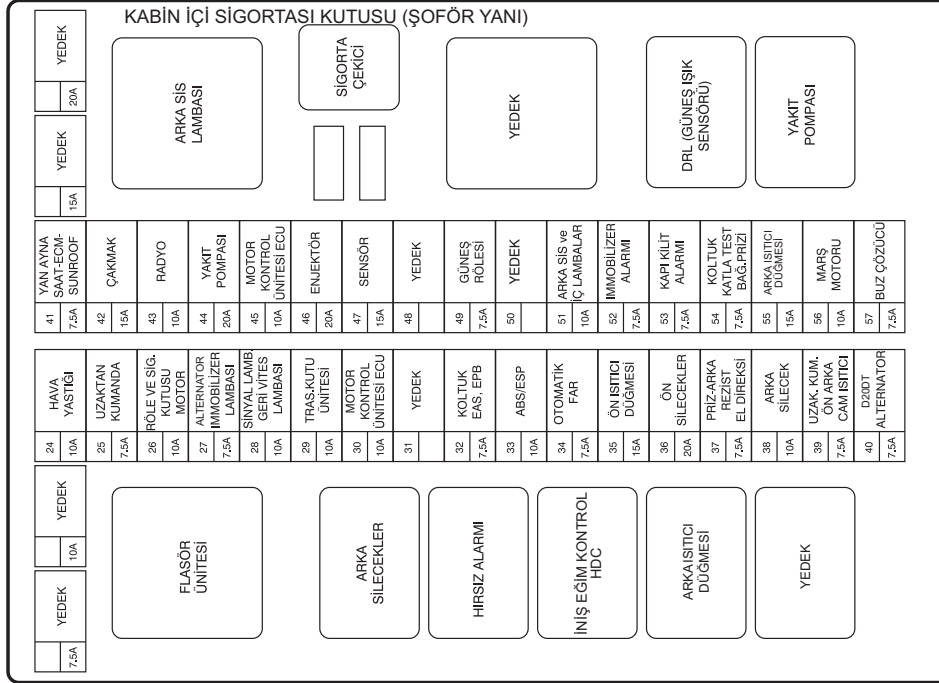 KABİN İÇİ SİGORTASI KUTUSU (ŞOFÖR YANI)
YEDEK
20A
YEDEK
15A
ARKA SİS
LAMBASI
SİGORTA
ÇEKİCİ
YEDEK
DRL (GÜNEŞ IŞIK
SENSÖRÜ)
YAKIT
POMPASI
YAN AYNA
SAAT-ECM-
SUNROOF
41
7.5A
ÇAKMAK
42
15A
RADYO
43
10A
YAKIT
POMPASI
44
20A
MOTOR
KONTROL
ÜNİTESİ ECU
45
10A
ENJEKTÖR
46
20A
SENSÖR
47
15A
YEDEK
48
GÜNEŞ
RÖLESİ
49
7.5A
YEDEK
50
ARKA SİS ve
İÇ LAMBALAR
51
10A
IMMOBİLİZER
ALARMI
52
7.5A
KAPI KİLİT
ALARMI
53
7.5A
KOLTUK
KATLA TEST
BAĞ.PRİZİ
54
7.5A
ARKA ISITICI
DÜĞMESİ
55
15A
MARŞ
MOTORU
56
10A
BUZ ÇÖZÜCÜ
57
7.5A
HAVA
YASTIĞI
24
10A
UZAKTAN
KUMANDA
25
7.5A
RÖLE VE SİG.
KUTUSU
MOTOR
26
10A
ALTERNATOR
IMMOBİLİZER
LAMBASI
27
7.5A
SİNYAL LAMB.
GERİ VİTES
LAMBASI
28
10A
TRAS.KUTU
ÜNİTESİ
29
10A
MOTOR
KONTROL
ÜNİTESİ ECU
30
10A
YEDEK
31
KOLTUK
EAS. EPB
32
7.5A
ABS/ESP
33
10A
OTOMATİK
FAR
34
7.5A
ÖN ISITICI
DÜĞMESİ
35
15A
ÖN
SİLECEKLER
36
20A
PRİZ-ARKA
REZİST
EL DİREKSİ
37
7.5A
ARKA
SİLECEK
38
10A
UZAK. KUM.
ÖN ARKA
CAM ISITICI
39
7.5A
D20DT
ALTERNATOR
40
7.5A
YEDEK
10A
YEDEK
7.5A
FLASÖR
ÜNİTESİ
ARKA
SİLECEKLER
HIRSIZ ALARMI
İNİŞ EĞİM KONTROL
HDC
ARKA ISITICI
DÜĞMESİ
YEDEK